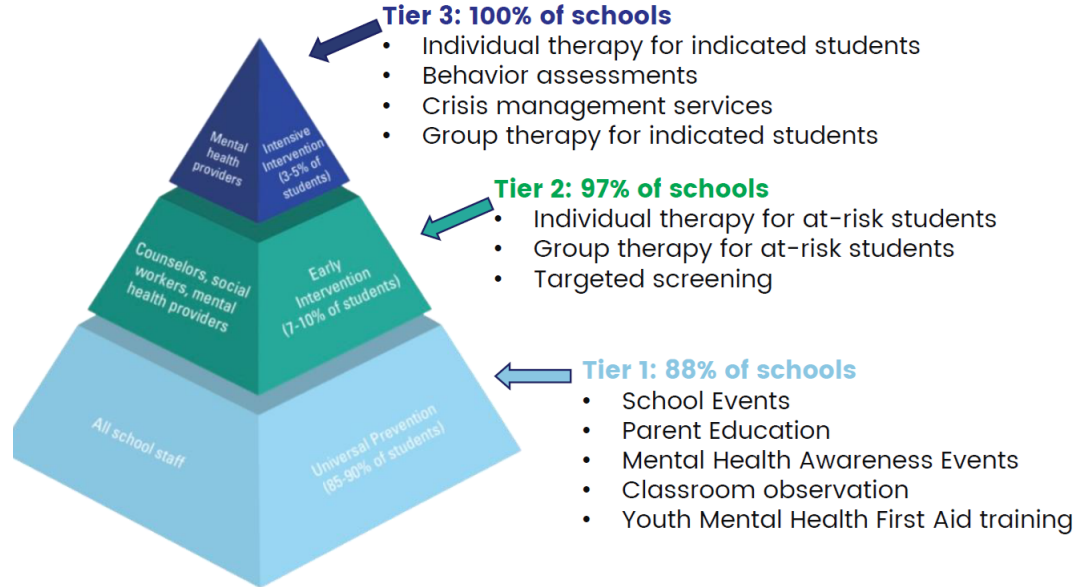 Tier 3: 100% of schools
• Individual therapy for indicated students
• Behavior assessments
• Crisis management services
• Group therapy for indicated students
Mental
health
providers
Intensive
Intervention
(3-5% of
students)
Tier 2: 97% of schools
• Individual therapy for at-risk students
• Group therapy for at-risk students
• Targeted screening
Counselors, social
workers, mental
health providers
Early
Intervention
(7-10% of students)
Tier 1: 88% of schools
• School Events
• Parent Education
• Mental Health Awareness Events
• Classroom observation
• Youth Mental Health First Aid training
All school staff
Universal Prevention
(85-90% of students)